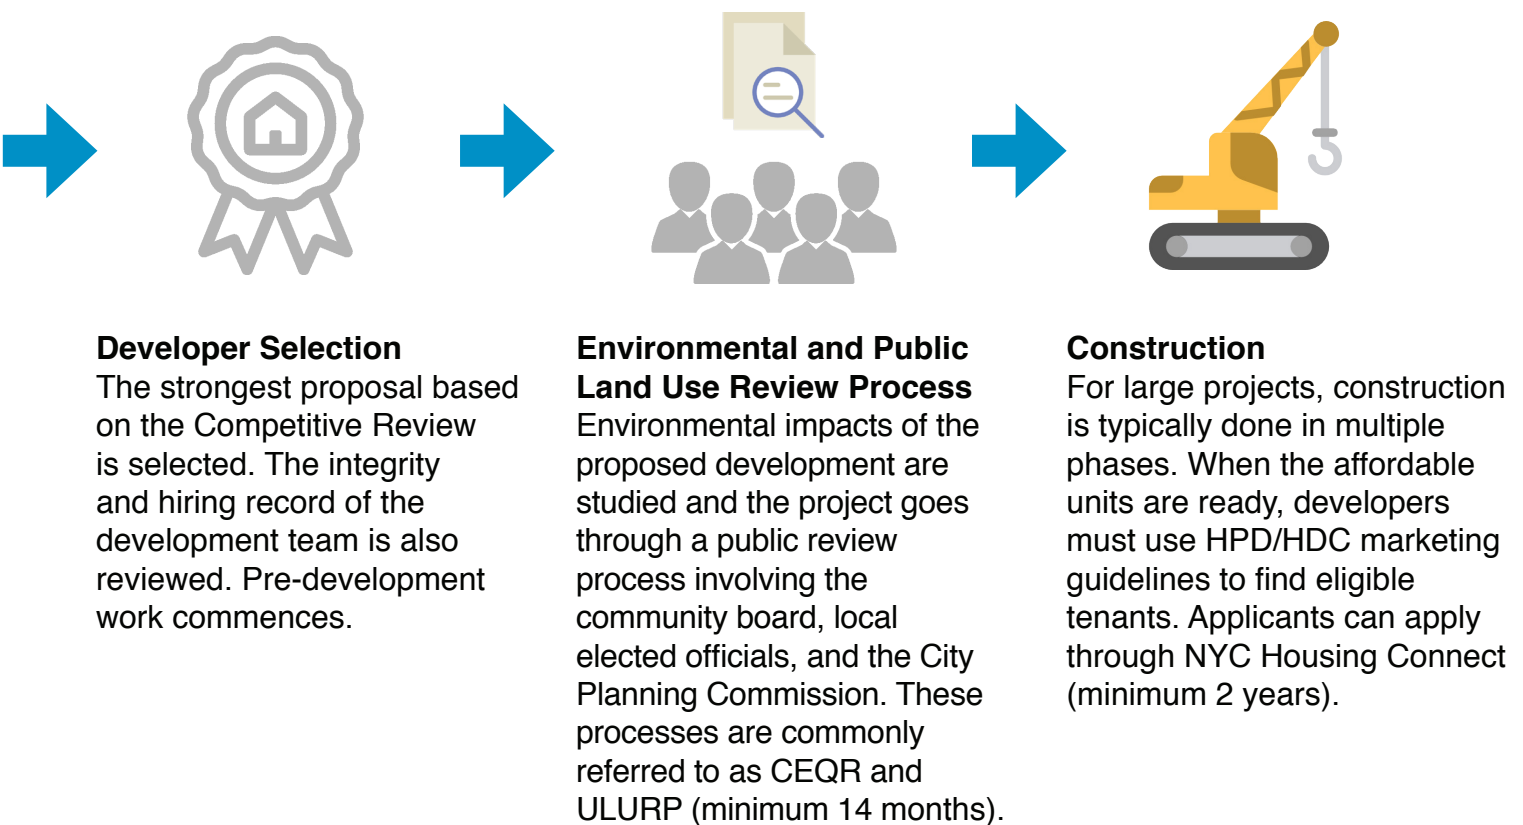 Developer Selection
The strongest proposal based
on the Competitive Review
is selected. The integrity
and hiring record of the
development team is also
reviewed. Pre-development
work commences.
Environmental and Public
Land Use Review Process
Environmental impacts of the
proposed development are
studied and the project goes
through a public review
process involving the
community board, local
elected officials, and the City
Planning Commission. These
processes are commonly
referred to as CEQR and
ULURP (minimum 14 months).
Construction
For large projects, construction
is typically done in multiple
phases. When the affordable
units are ready, developers
must use HPD/HDC marketing
guidelines to find eligible
tenants. Applicants can apply
through NYC Housing Connect
(minimum 2 years).